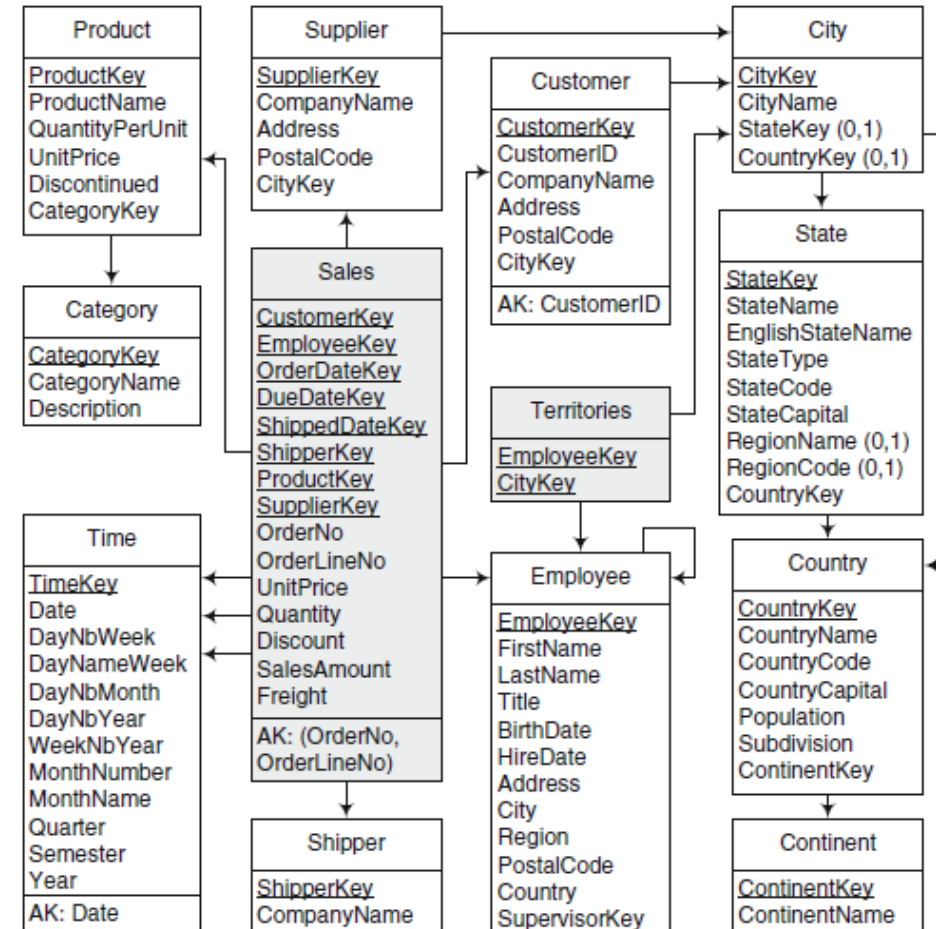 Product
ProductKey
ProductName
QuantityPerUnit
UnitPrice
Discontinued
CategoryKey
Category
CategoryKey
CategoryName
Description
Time
TimeKey
Date
DayNbWeek
DayNameWeek
DayNbMonth
DayNbYear
WeekNbYear
MonthNumber
MonthName
Quarter
Semester
Year
AK: Date
Supplier
SupplierKey
CompanyName
Address
PostalCode
CityKey
Sales
CustomerKey
EmployeeKey
OrderDateKey
DueDateKey
ShippedDateKey
ShipperKey
ProductKey
SupplierKey
OrderNo
OrderLineNo
UnitPrice
Quantity
Discount
SalesAmount
Freight
AK: (OrderNo,
OrderLineNo)
Shipper
ShipperKey
CompanyName
Customer
CustomerKey
CustomerID
CompanyName
Address
PostalCode
CityKey
AK: CustomerID
Territories
EmployeeKey
CityKey
Employee
EmployeeKey
FirstName
LastName
Title
BirthDate
HireDate
Address
City
Region
PostalCode
Country
SupervisorKey
City
CityKey
CityName
StateKey (0,1)
CountryKey (0,1)
State
StateKey
StateName
EnglishStateName
StateType
StateCode
StateCapital
RegionName (0,1)
RegionCode (0,1)
CountryKey
Country
CountryKey
CountryName
CountryCode
CountryCapital
Population
Subdivision
ContinentKey
Continent
ContinentKey
ContinentName